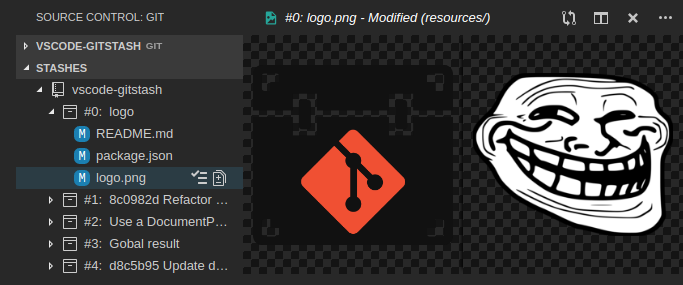 SOURCE CONTROL: GIT
#0: logo.png - Modified (resources/)
VSCODE-GITSTASH GIT
STASHES
vscode-gitstash
#0: logo
M README.md
M package.json
M logo.png
#1: 8c0982d Refactor ...
#2: Use a DocumentP...
#3: Gobal result
#4: d8c5b95 Update d...